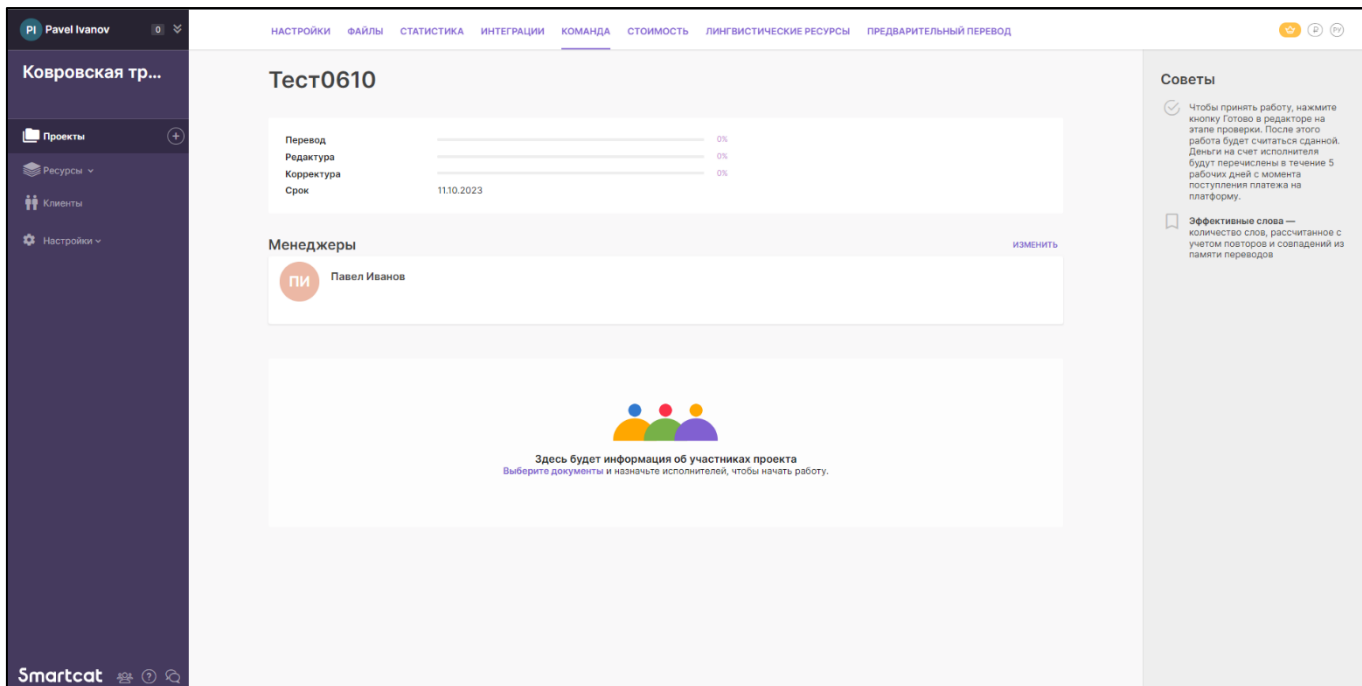 PI Pavel Ivanov 0
НАСТРОЙКИ ФАЙЛЫ СТАТИСТИКА ИНТЕГРАЦИИ КОМАНДА СТОИМОСТЬ ЛИНГВИСТИЧЕСКИЕ РЕСУРСЫ ПРЕДВАРИТЕЛЬНЫЙ ПЕРЕВОД
₽ РУ
Ковровская тр...
Проекты
Ресурсы
Клиенты
Настройки
Smartcat
Тест0610
Перевод 0%
Редактура 0%
Корректура 0%
Срок 11.10.2023
Менеджеры ИЗМЕНИТЬ
ПИ Павел Иванов
Здесь будет информация об участниках проекта
Выберите документы и назначьте исполнителей, чтобы начать работу.
Советы
Чтобы принять работу, нажмите
кнопку Готово в редакторе на
этапе проверки. После этого
работа будет считаться сданной.
Деньги на счет исполнителя
будут перечислены в течение 5
рабочих дней с момента
поступления платежа на
платформу.
Эффективные слова —
количество слов, рассчитанное с
учетом повторов и совпадений из
памяти переводов